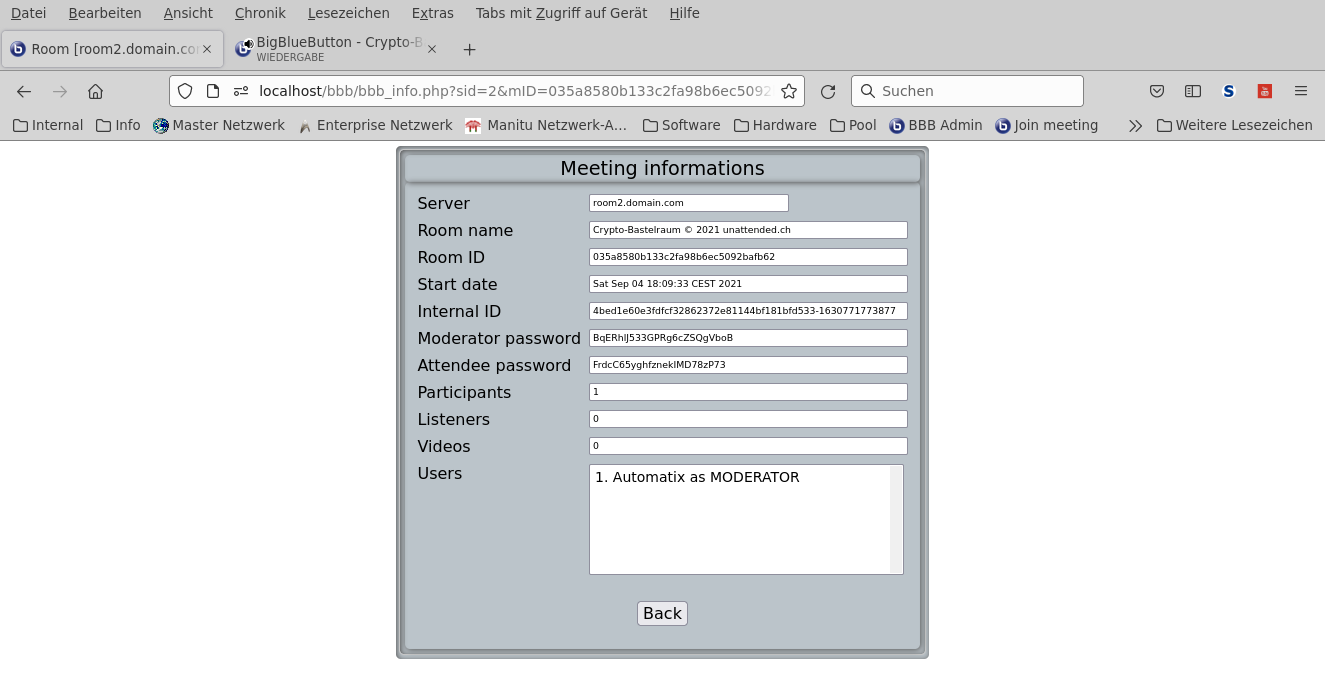 Datei Bearbeiten Ansicht Chronik Lesezeichen Extras Tabs mit Zugriff auf Gerät Hilfe
Room [room2.domain.co
BigBlueButton - Crypto-B
WIEDERGABE
localhost/bbb/bbb_info.php?sid=2&mID=035a8580b133c2fa98b6ec5092
Suchen
Internal Info Master Netzwerk Enterprise Netzwerk Manitu Netzwerk-A... Software Hardware Pool BBB Admin Join meeting Weitere Lesezeichen
Meeting informations
Server room2.domain.com
Room name Crypto-Bastelraum © 2021 unattended.ch
Room ID 035a8580b133c2fa98b6ec5092bafb62
Start date Sat Sep 04 18:09:33 CEST 2021
Internal ID 4bed1e60e3fdfcf32862372e81144bf181bfd533-1630771773877
Moderator password
Attendee password
Participants 1
Listeners 0
Videos 0
Users 1. Automatix as MODERATOR
Back